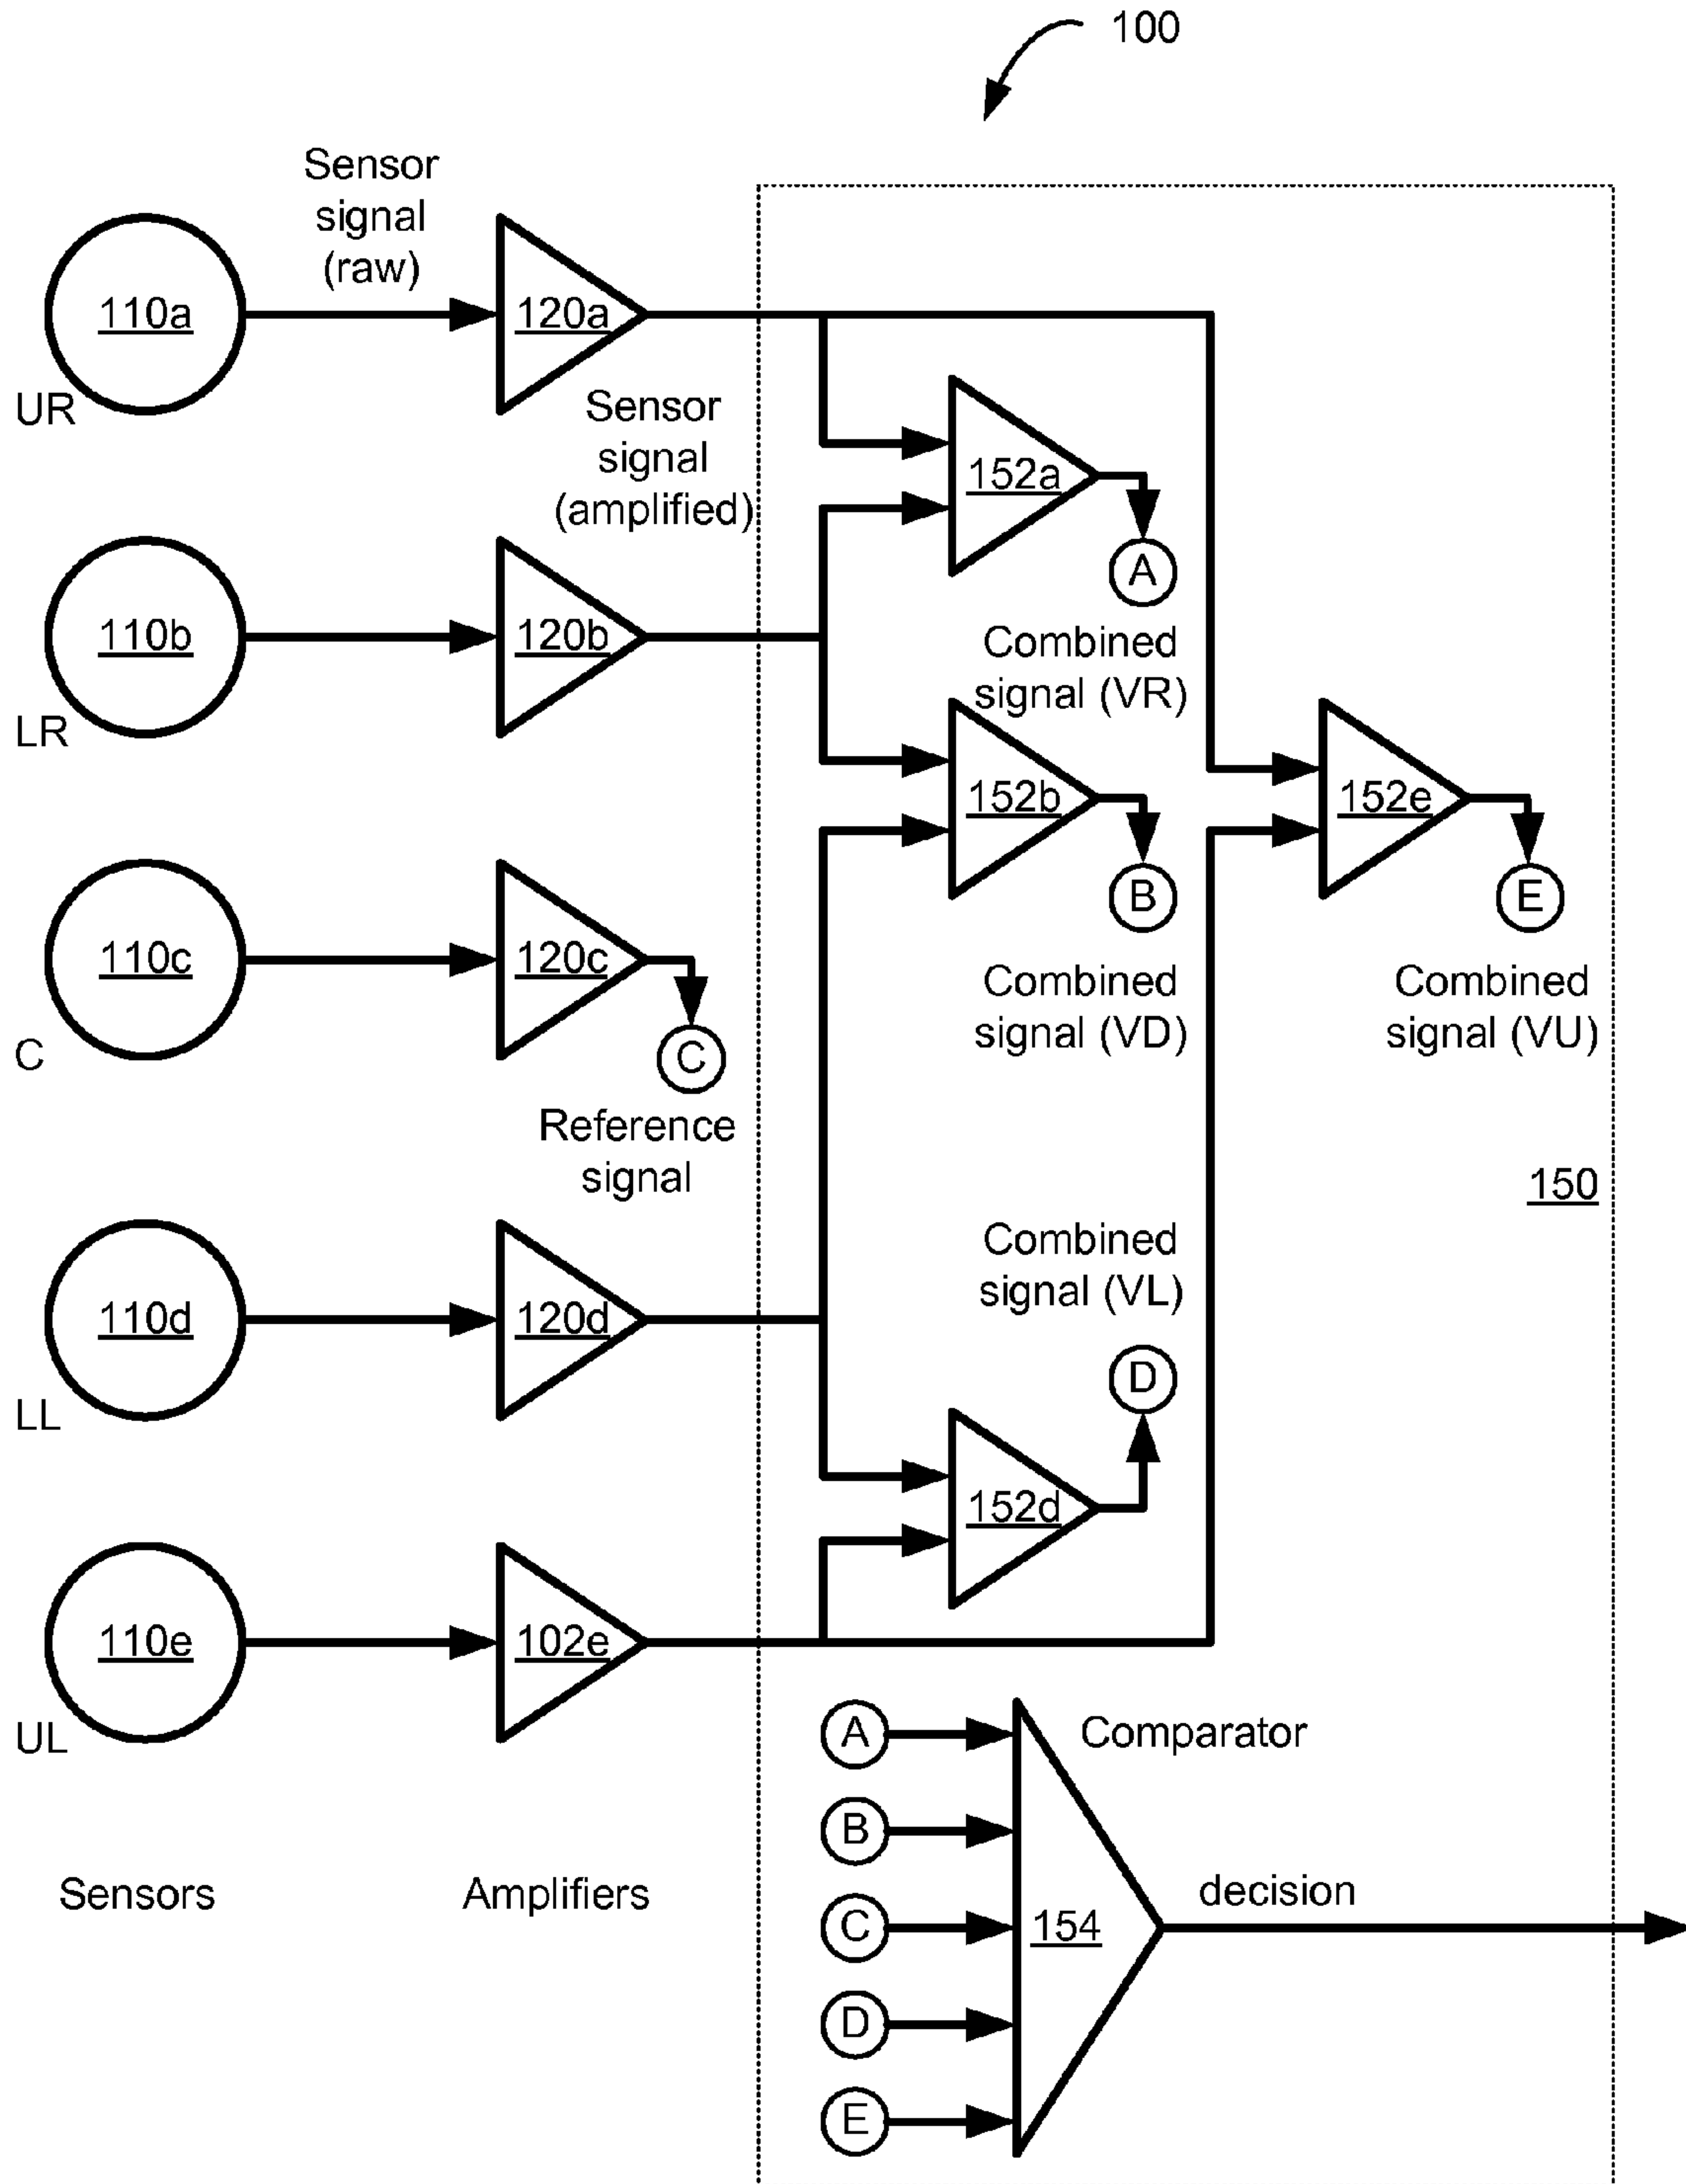 100
Sensor
signal
(raw)
110a
120a
UR
Sensor
signal
(amplified)
152a
A
110b
120b
Combined
signal (VR)
LR
152b
152e
B
E
110c
120c
Combined
signal (VD)
Combined
signal (VU)
C
C
Reference
signal
150
Combined
signal (VL)
110d
120d
D
LL
152d
110e
102e
UL
A
Comparator
B
Sensors
Amplifiers
decision
C
154
D
E